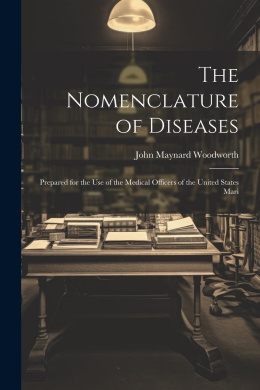 The
Nomenclature
of Diseases
John Maynard Woodworth
Prepared for the Use of the Medical Officers of the United States
Mari